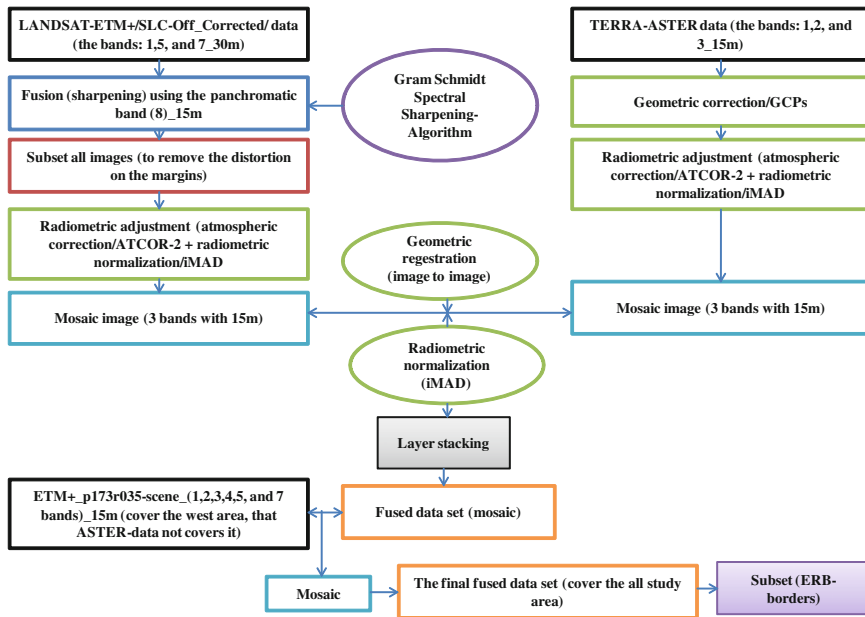 LANDSAT-ETM+/SLC-Off_Corrected/ data
(the bands: 1,5, and 7_30m)
Fusion (sharpening) using the panchromatic
band (8)_15m
Subset all images (to remove the distortion
on the margins)
Radiometric adjustment (atmospheric
correction/ATCOR-2 + radiometric
normalization/iMAD
Mosaic image (3 bands with 15m)
Gram Schmidt
Spectral
Sharpening-
Algorithm
TERRA-ASTER data (the bands: 1,2, and
3_15m)
Geometric correction/GCPs
Radiometric adjustment (atmospheric
correction/ATCOR-2 + radiometric
normalization/iMAD
Mosaic image (3 bands with 15m)
Geometric
regestration
(image to image)
Radiometric
normalization
(iMAD)
Layer stacking
ETM+_p173r035-scene_(1,2,3,4,5, and 7
bands)_15m (cover the west area, that
ASTER-data not covers it)
Fused data set (mosaic)
Mosaic
The final fused data set (cover the all study
area)
Subset (ERB-
borders)